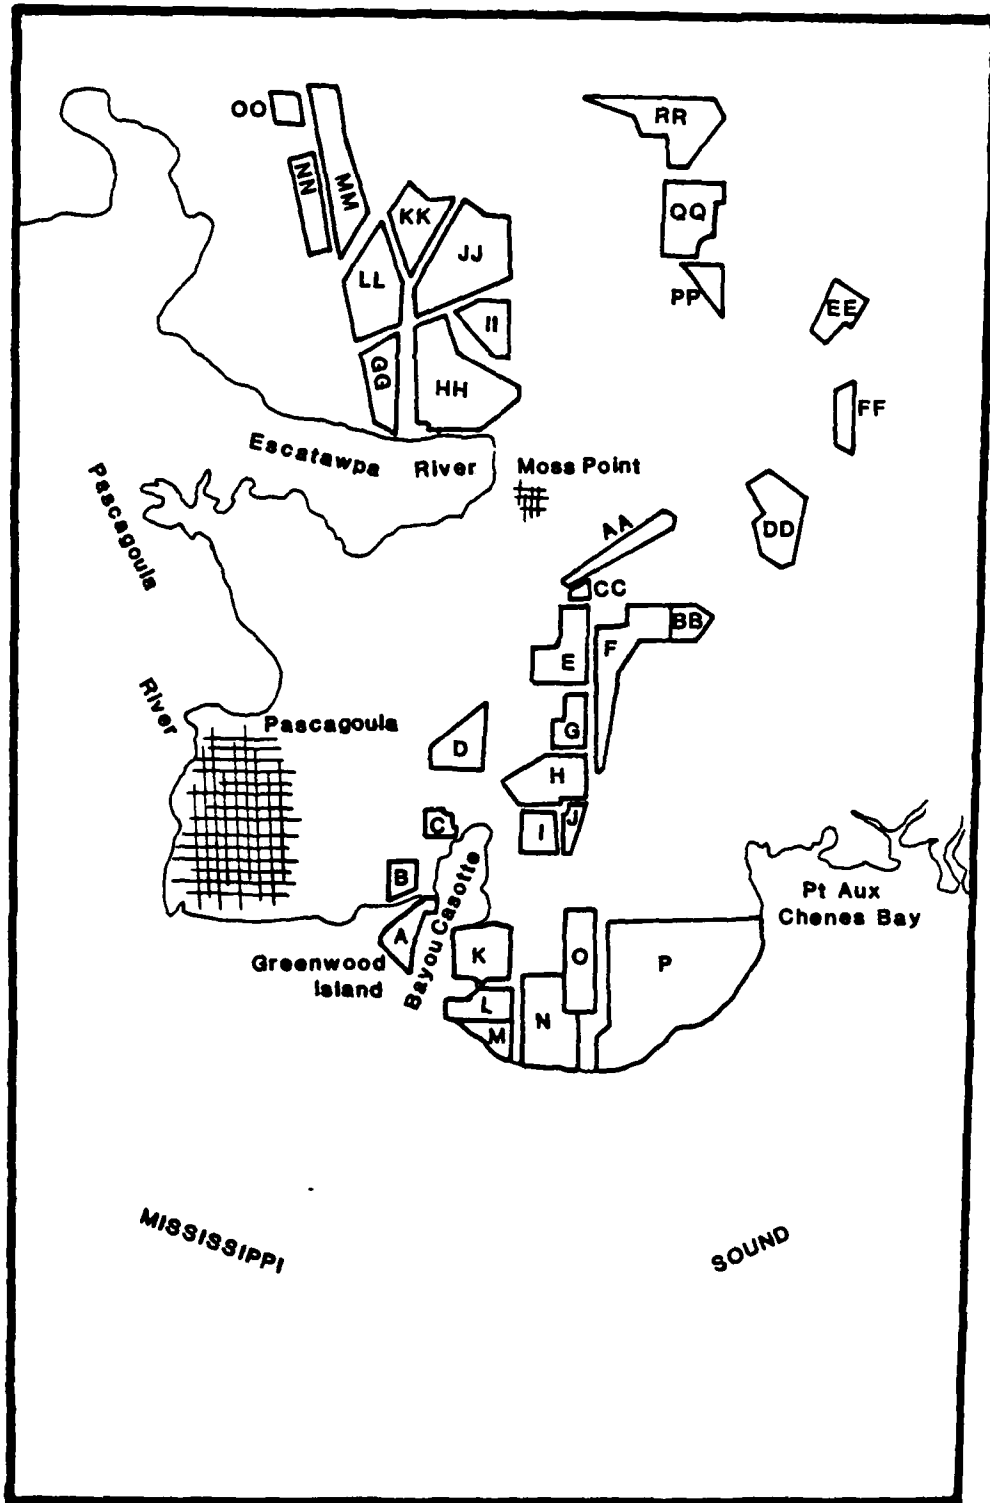 OO
RR
NN
MM
KK
QQ
JJ
LL
II
PP
EE
GG
HH
FF
Escatawpa River
Moss Point
Pascagoula
River
AA
DD
CC
BB
F
E
Pascagoula
G
D
H
C
I
J
B
Pt Aux
Chenes Bay
A
Bayou Casotte
K
O
P
Greenwood
Island
L
N
M
MISSISSIPPI
SOUND